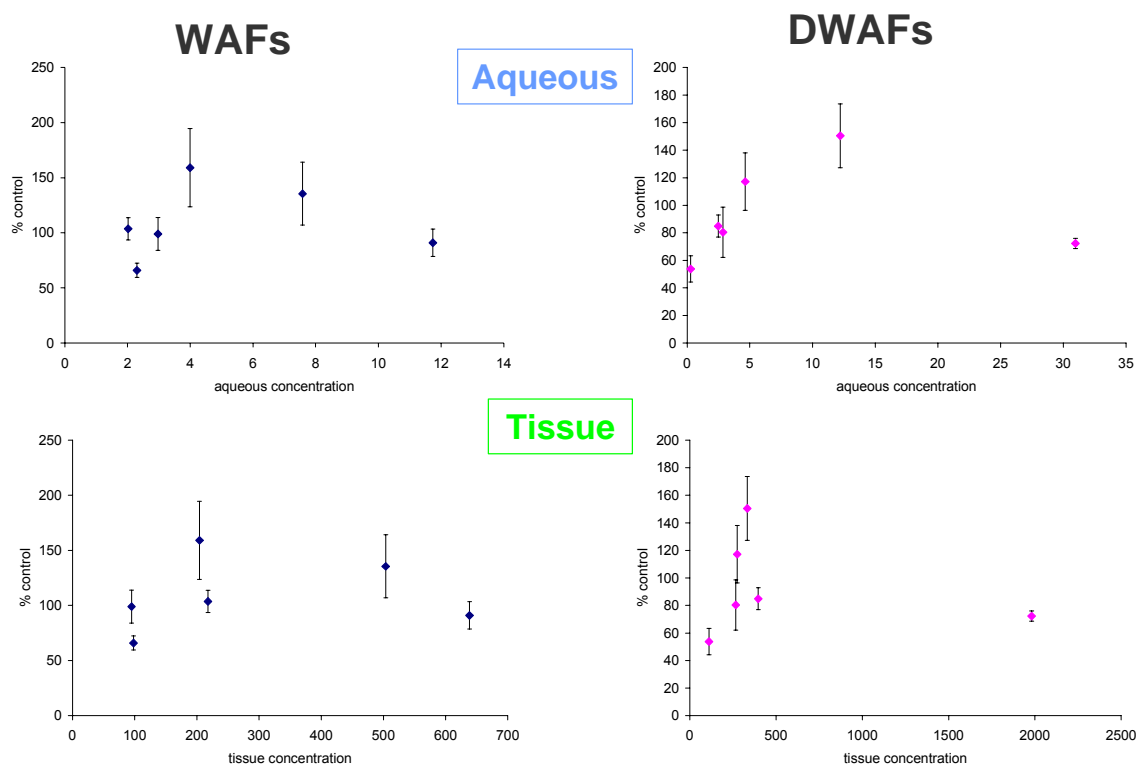 WAFs
DWAFs
Aqueous
250
200
150
100
50
0
% control
0 2 4 6 8 10 12 14
aqueous concentration
200
180
160
140
120
100
80
60
40
20
0
% control
0 5 10 15 20 25 30 35
aqueous concentration
Tissue
250
200
150
100
50
0
% control
0 100 200 300 400 500 600 700
tissue concentration
200
180
160
140
120
100
80
60
40
20
0
% control
0 500 1000 1500 2000 2500
tissue concentration